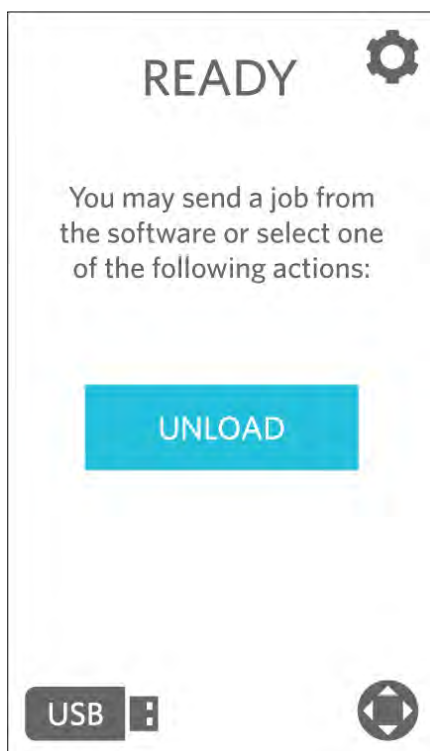 READY
You may send a job from
the software or select one
of the following actions:
UNLOAD
USB